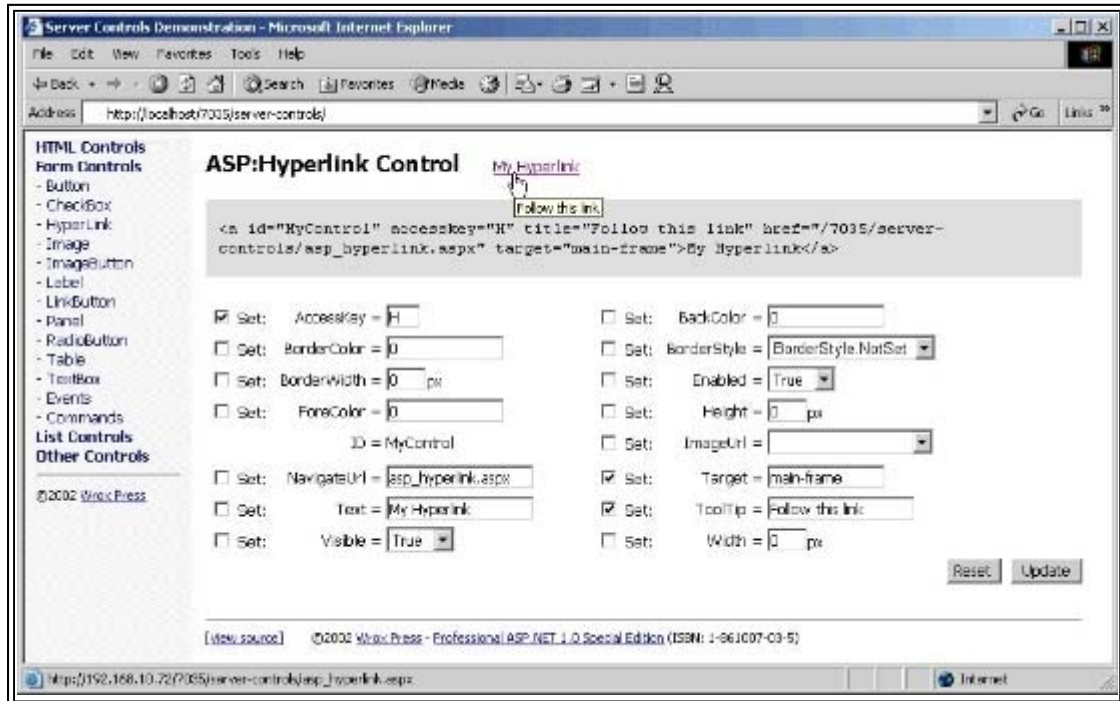 Server Controls Demonstration - Microsoft Internet Explorer
File Edit View Favorites Tools Help
Back Search Favorites Media
Address http://localhost/7035/server-controls/ Go Links »
HTML Controls
Form Controls
- Button
- CheckBox
- HyperLink
- Image
- ImageButton
- Label
- LinkButton
- Panel
- RadioButton
- Table
- TextBox
- Events
- Commands
List Controls
Other Controls
©2002 Wrox Press
ASP:Hyperlink Control My Hyperlink
Follow this link
<a id="MyControl" accesskey="H" title="Follow this link" href="/7035/server-
controls/asp_hyperlink.aspx" target="main-frame">My Hyperlink</a>
Set: AccessKey = H Set: BackColor = 0
Set: BorderColor = 0 Set: BorderStyle = BorderStyle.NotSet
Set: BorderWidth = 0 px Set: Enabled = True
Set: ForeColor = 0 Set: Height = 0 px
ID = MyControl Set: ImageUrl =
Set: NavigateUrl = asp_hyperlink.aspx Set: Target = main-frame
Set: Text = My Hyperlink Set: ToolTip = Follow this link
Set: Visible = True Set: Width = 0 px
Reset Update
[view source] ©2002 Wrox Press - Professional ASP.NET 1.0 Special Edition (ISBN: 1-861007-03-5)
http://192.168.10.72/7035/server-controls/asp_hyperlink.aspx Internet